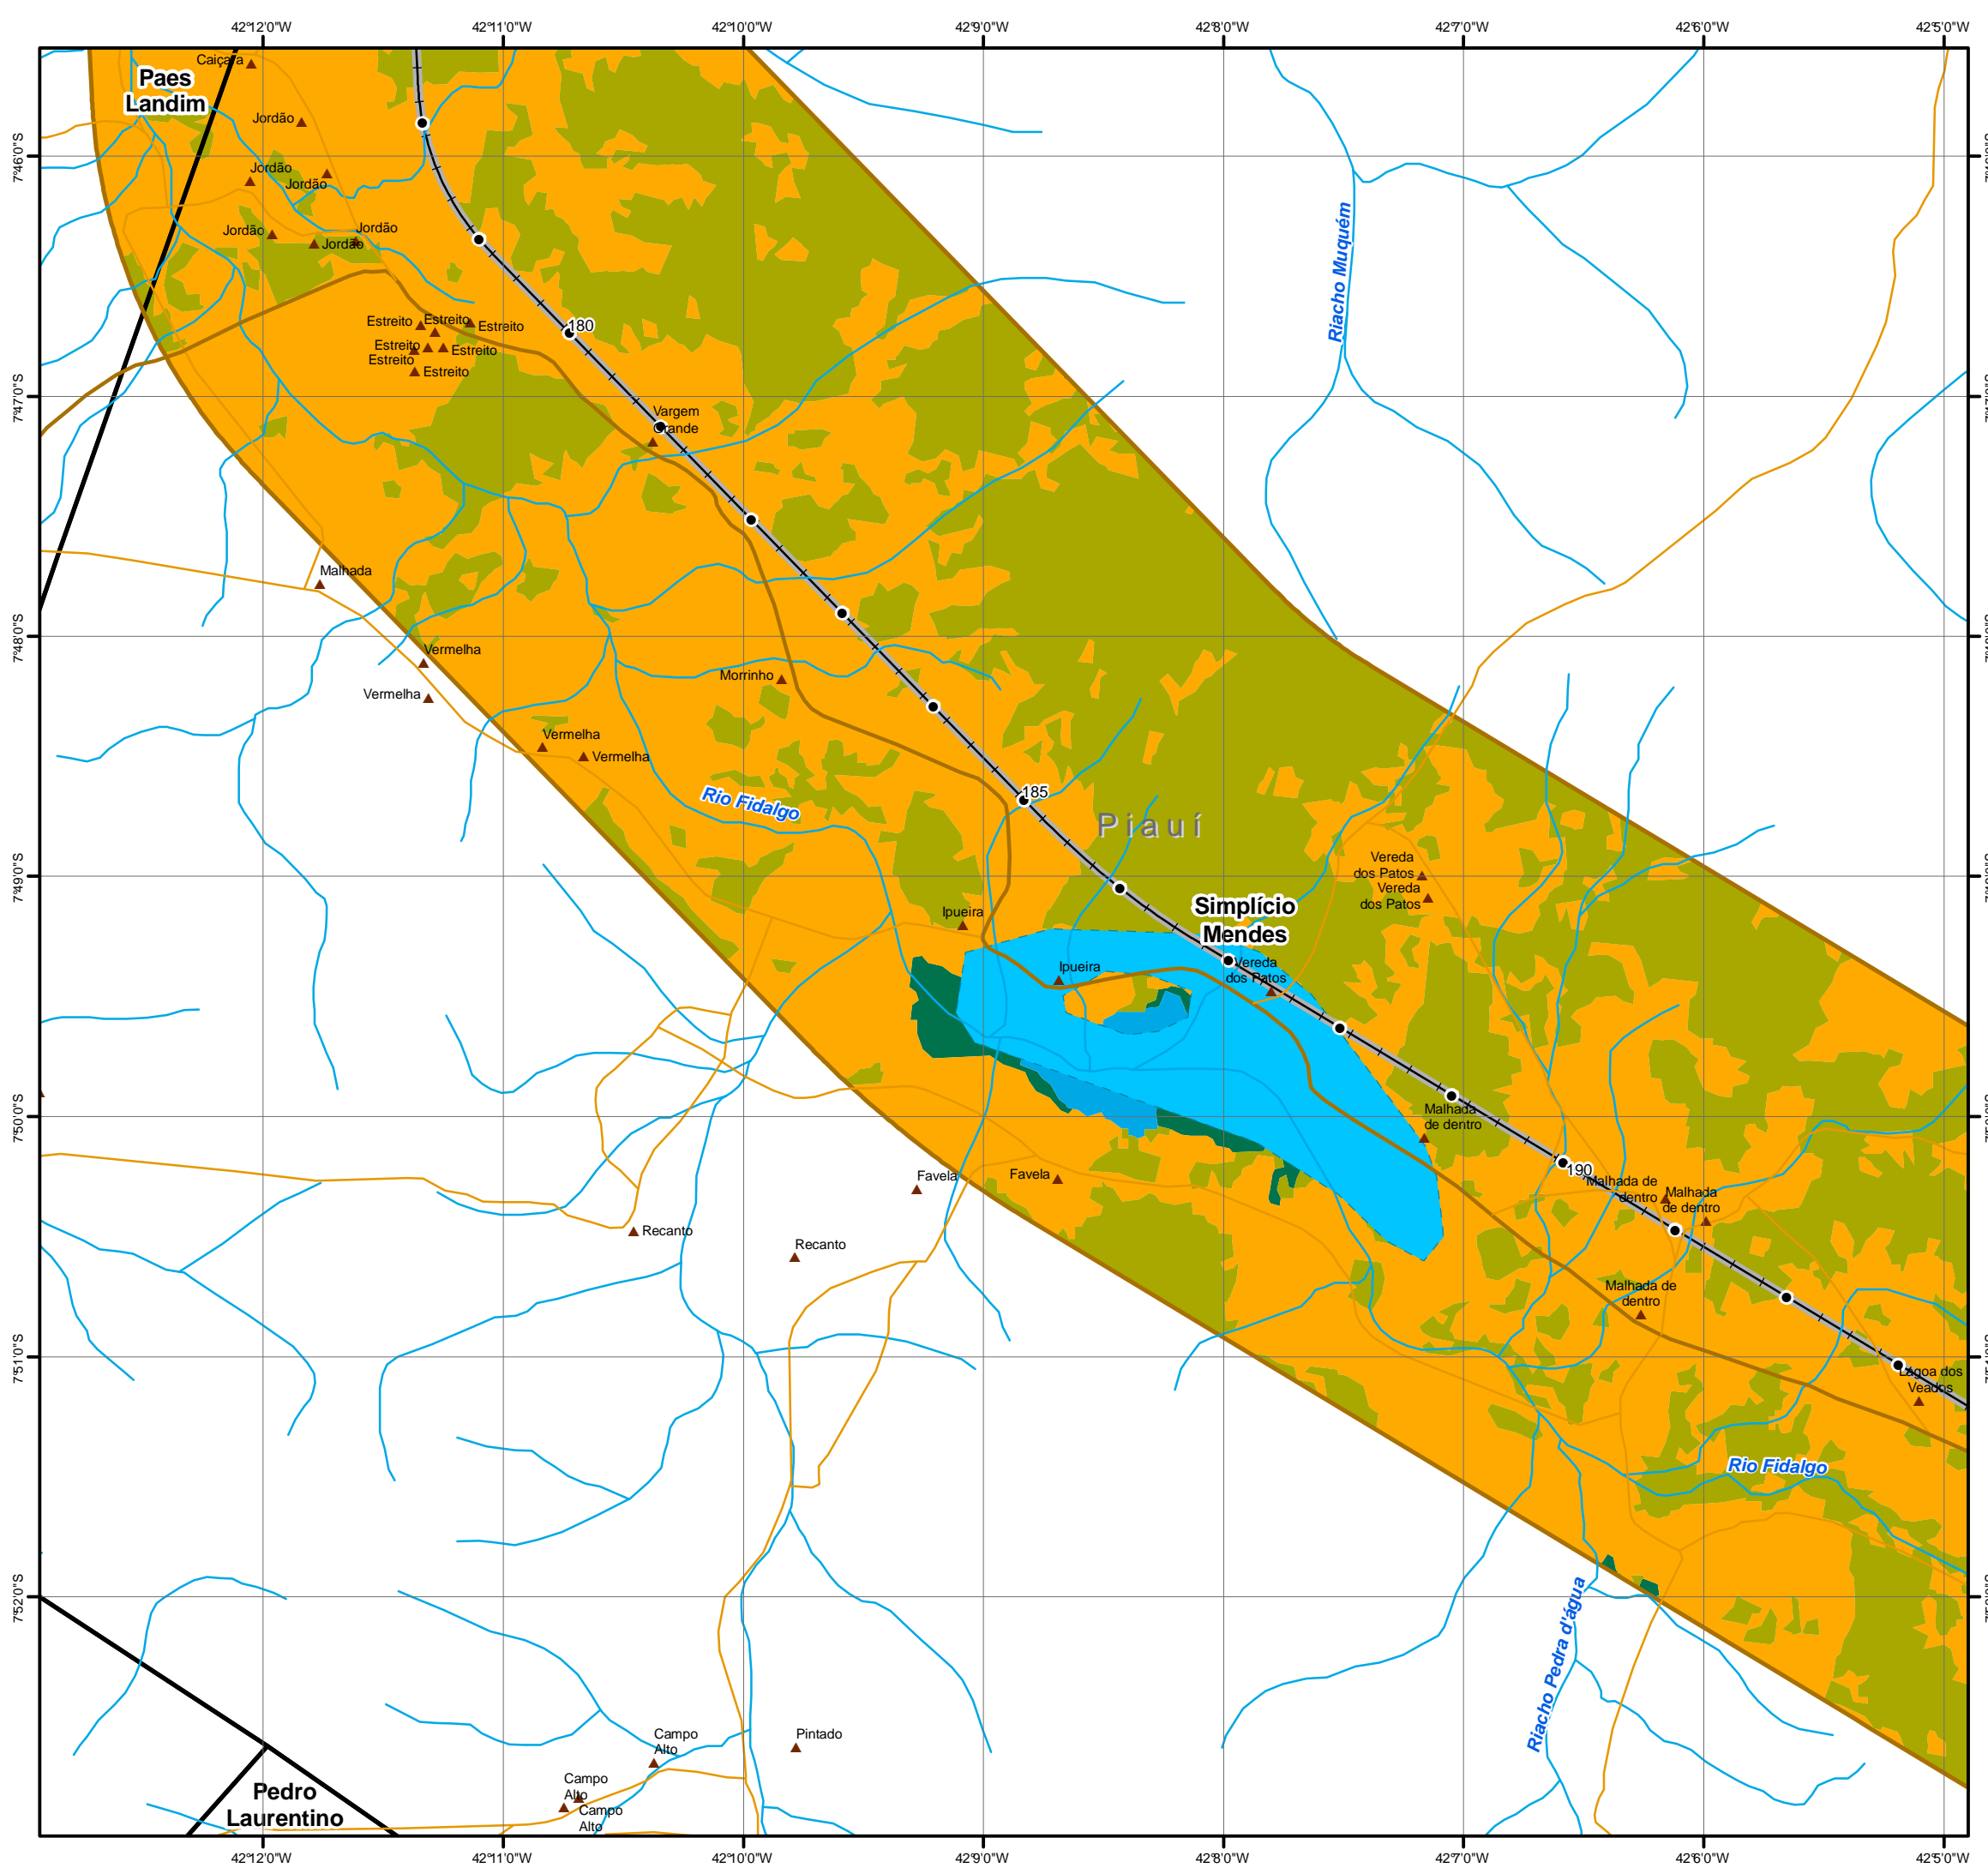 42°12'0"W 42°11'0"W 42°10'0"W 42°9'0"W 42°8'0"W 42°7'0"W 42°6'0"W 42°5'0"W
Caiçara
Paes
Landim
Jordão
7°46'0"S
Jordão
Jordão
Jordão
Jordão
Jordão
Riacho Muquém
Estreito
Estreito
Estreito
180
Estreito
Estreito
Estreito
Estreito
7°47'0"S
Vargem
Grande
Malhada
7°48'0"S
Vermelha
Morrinho
Vermelha
Vermelha
Vermelha
Rio Fidalgo
185
Piauí
7°49'0"S
Vereda
dos Patos
Vereda
dos Patos
Ipueira
Simplício
Mendes
Ipueira
Vereda
dos Patos
7°50'0"S
Malhada
de dentro
190
Favela
Favela
Malhada de
dentro
Malhada
de dentro
Recanto
Recanto
Malhada de
dentro
7°51'0"S
Lagoa dos
Veados
Rio Fidalgo
7°52'0"S
Riacho Pedra d'água
Campo
Alto
Pintado
Campo
Alto
Campo
Alto
Pedro
Laurentino
42°12'0"W 42°11'0"W 42°10'0"W 42°9'0"W 42°8'0"W 42°7'0"W 42°6'0"W 42°5'0"W